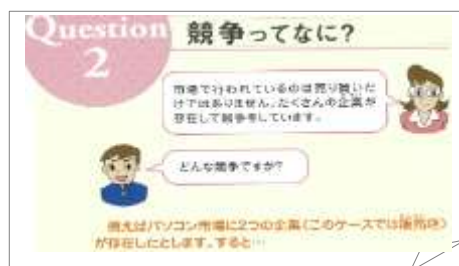 Question
2
競争ってなに?
市場で行われているのは売り買いだ
けではありません。たくさんの企業が
存在して競争をしています。
どんな競争ですか?
例えばパソコン市場に2つの企業(このケースでは販売店)
が存在したとします。すると…